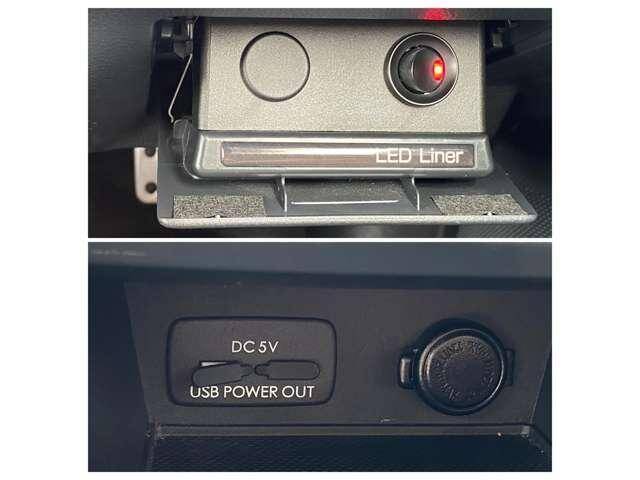 LED Liner
DC 5V
USB POWER OUT